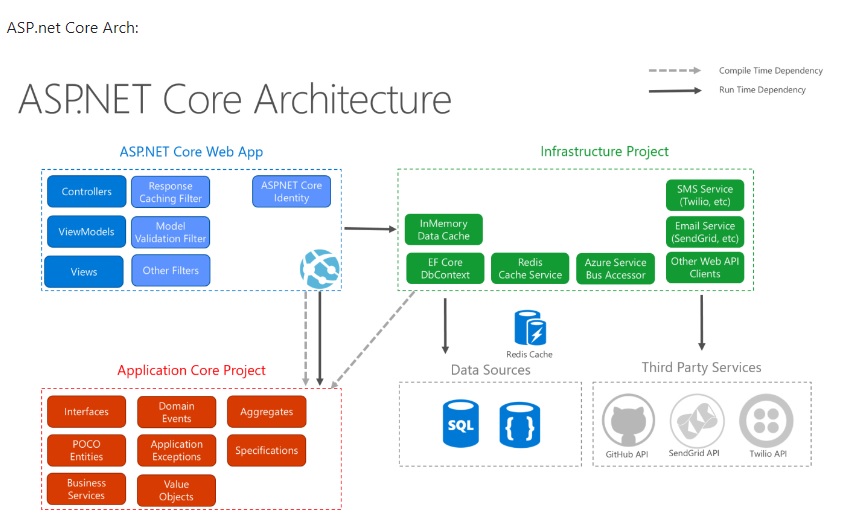 ASP.net Core Arch:
ASP.NET Core Architecture
Compile Time Dependency
Run Time Dependency
ASP.NET Core Web App
Controllers
Response
Caching Filter
ASPNET Core
Identity
ViewModels
Model
Validation Filter
Views
Other Filters
Infrastructure Project
SMS Service
(Twilio, etc)
InMemory
Data Cache
Email Service
(SendGrid, etc)
EF Core
DbContext
Redis
Cache Service
Azure Service
Bus Accessor
Other Web API
Clients
Redis Cache
Application Core Project
Interfaces
Domain
Events
Aggregates
POCO
Entities
Application
Exceptions
Specifications
Business
Services
Value
Objects
Data Sources
SQL
{ }
Third Party Services
GitHub API
SendGrid API
Twilio API